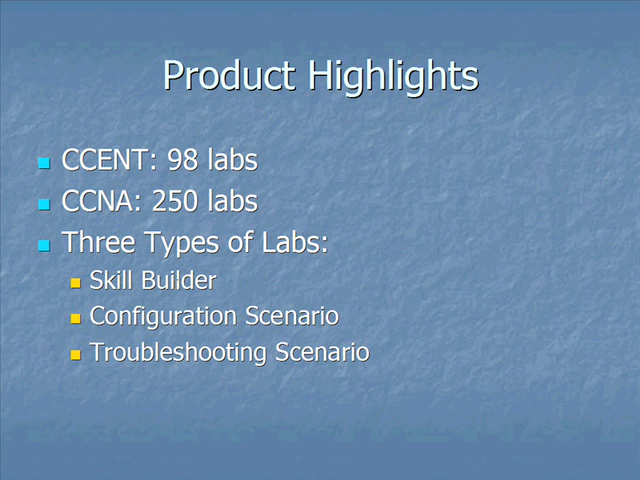 Product Highlights
CCENT: 98 labs
CCNA: 250 labs
Three Types of Labs:
Skill Builder
Configuration Scenario
Troubleshooting Scenario